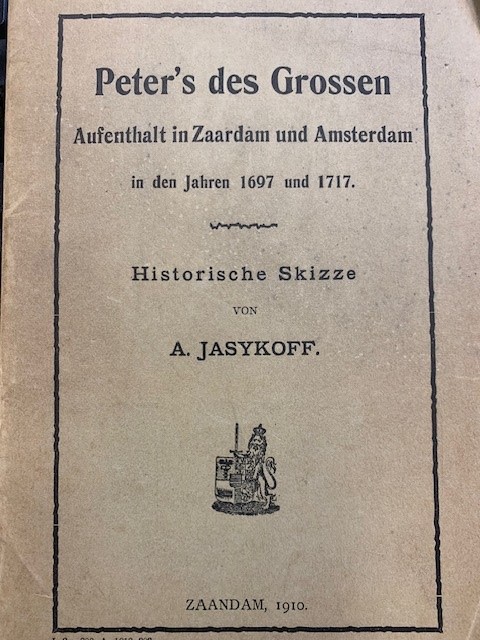 Peter's des Grossen
Aufenthalt in Zaardam und Amsterdam
in den Jahren 1697 und 1717.
Historische Skizze
VON
A. JASYKOFF.
ZAANDAM, 1910.